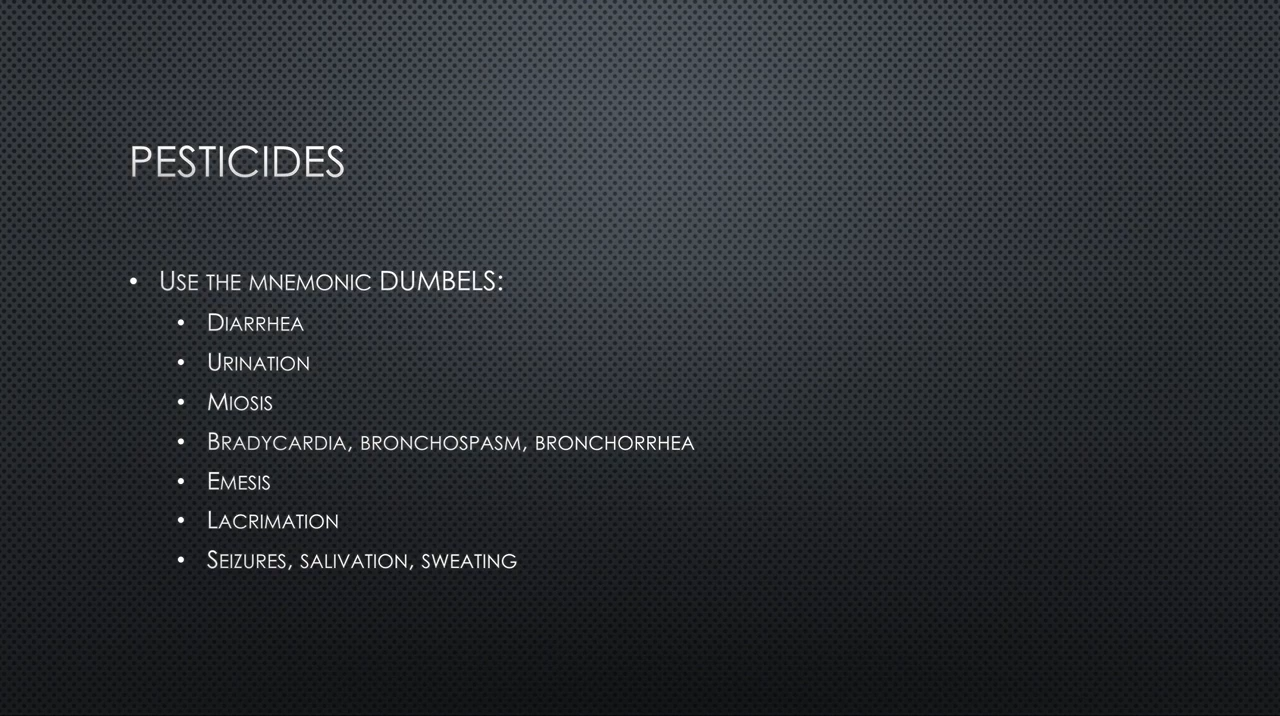 PESTICIDES
• USE THE MNEMONIC DUMBELS:
• DIARRHEA
• URINATION
• MIOSIS
• BRADYCARDIA, BRONCHOSPASM, BRONCHORRHEA
• EMESIS
• LACRIMATION
• SEIZURES, SALIVATION, SWEATING